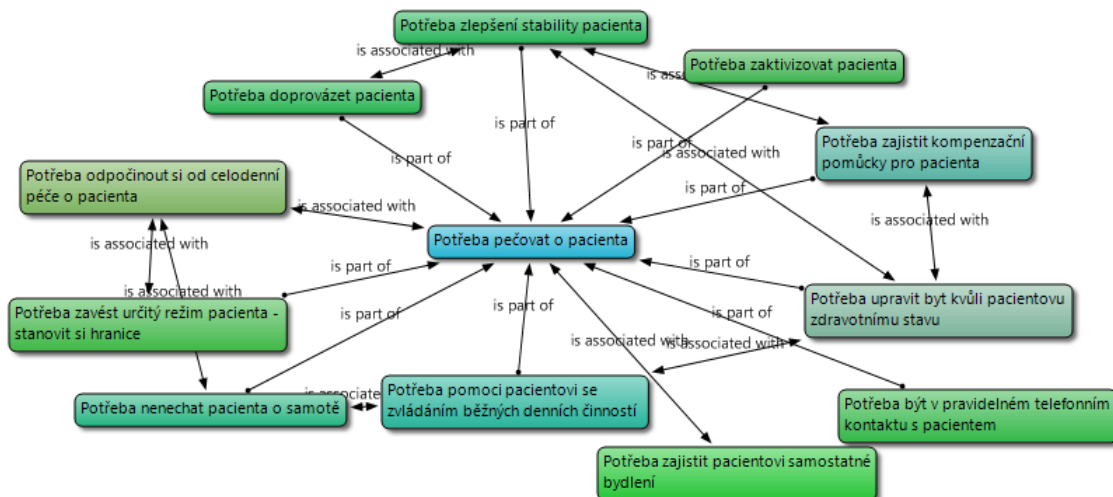 Potřeba zlepšení stability pacienta
is associated with
Potřeba zaktivizovat pacienta
is asso
Potřeba doprovázet pacienta
is part of
is part of
Potřeba zajistit kompenzační
pomůcky pro pacienta
is part of
is associated with
Potřeba odpočinout si od celodenní
péče o pacienta
is part of
is associated with
is associated with
is associated with
Potřeba pečovat o pacienta
is part of
is part of
is associated with
Potřeba upravit byt kvůli pacientovu
zdravotnímu stavu
Potřeba zavést určitý režim pacienta -
stanovit si hranice
is part of
is part of
is part of
is associated with
is associated with
Potřeba nenechat pacienta o samotě
is associated
Potřeba pomoci pacientovi se
zvládáním běžných denních činností
Potřeba být v pravidelném telefonním
kontaktu s pacientem
Potřeba zajistit pacientovi samostatné
bydlení